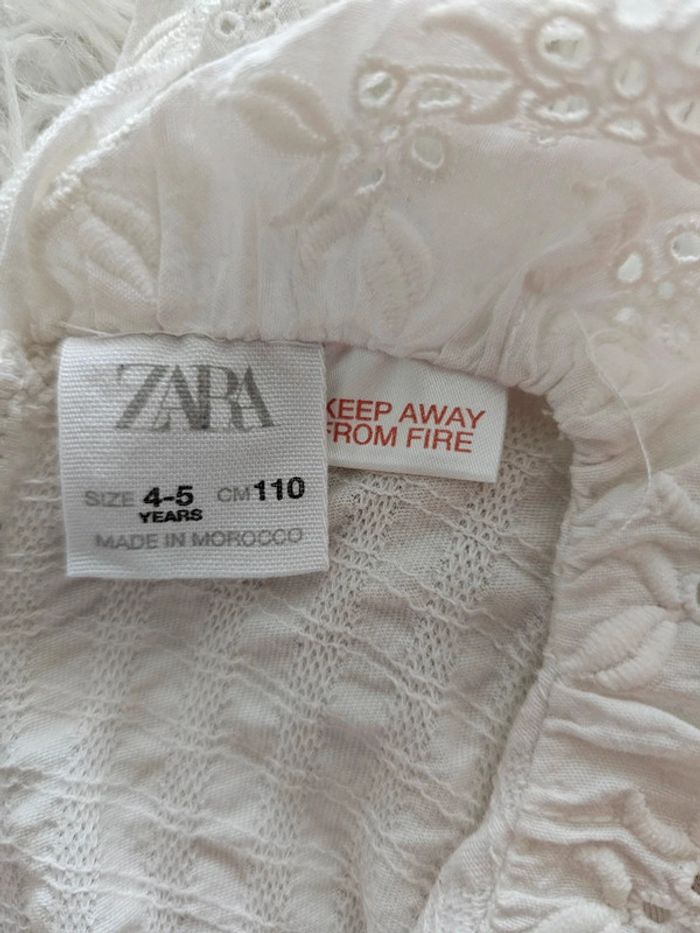 ZARA
SIZE 4-5 CM 110
YEARS
MADE IN MOROCCO
KEEP AWAY
FROM FIRE